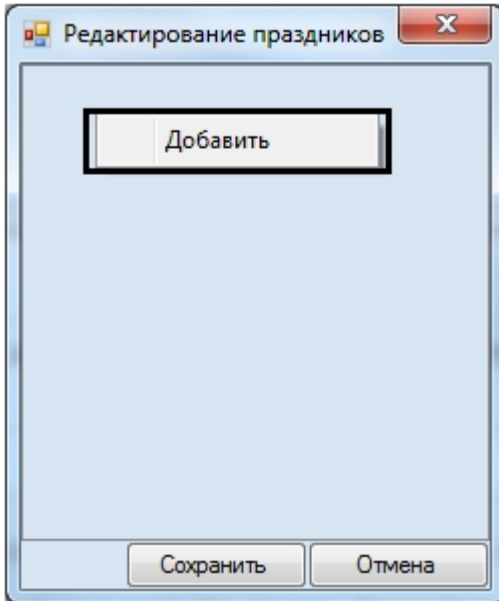 Редактирование праздников
Добавить
Сохранить
Отмена